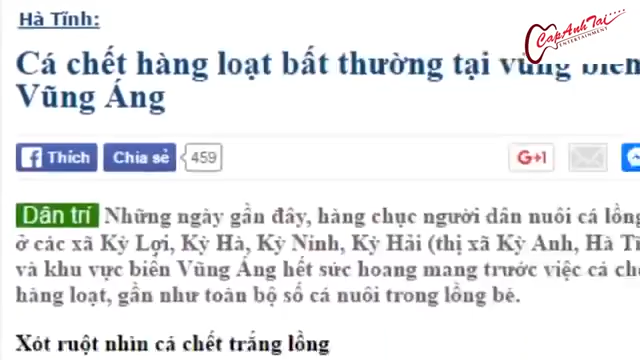 Hà Tĩnh:
CapAnhTai
ENTERTAINMENT
Cá chết hàng loạt bất thường tại vùng biển
Vũng Áng
Thích
Chia sẻ
459
G+1
Dân trí Những ngày gần đây, hàng chục người dân nuôi cá lồng
ở các xã Kỳ Lợi, Kỳ Hà, Kỳ Ninh, Kỳ Hải (thị xã Kỳ Anh, Hà Tĩ
và khu vực biển Vũng Áng hết sức hoang mang trước việc cá chế
hàng loạt, gần như toàn bộ số cá nuôi trong lồng bè.
Xót ruột nhìn cá chết trắng lồng